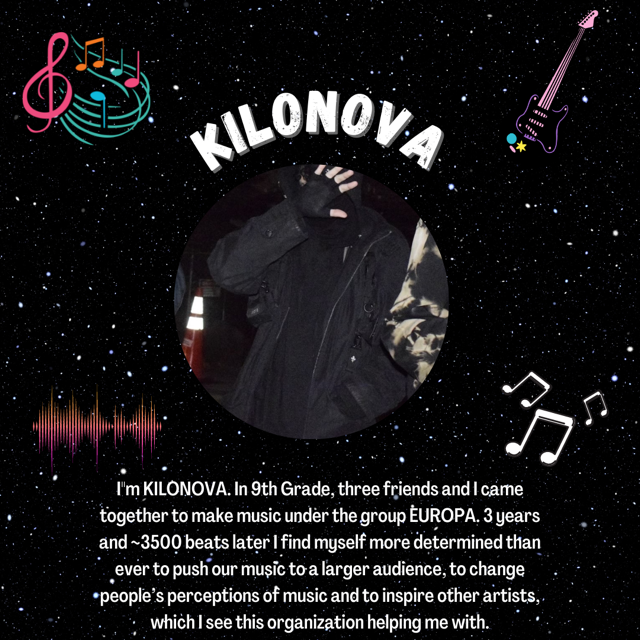 KILONOVA
I"m KILONOVA. In 9th Grade, three friends and I came
together to make music under the group EUROPA. 3 years
and ~3500 beats later I find myself more determined than
ever to push our music to a larger audience, to change
people's perceptions of music and to inspire other artists,
which I see this organization helping me with.